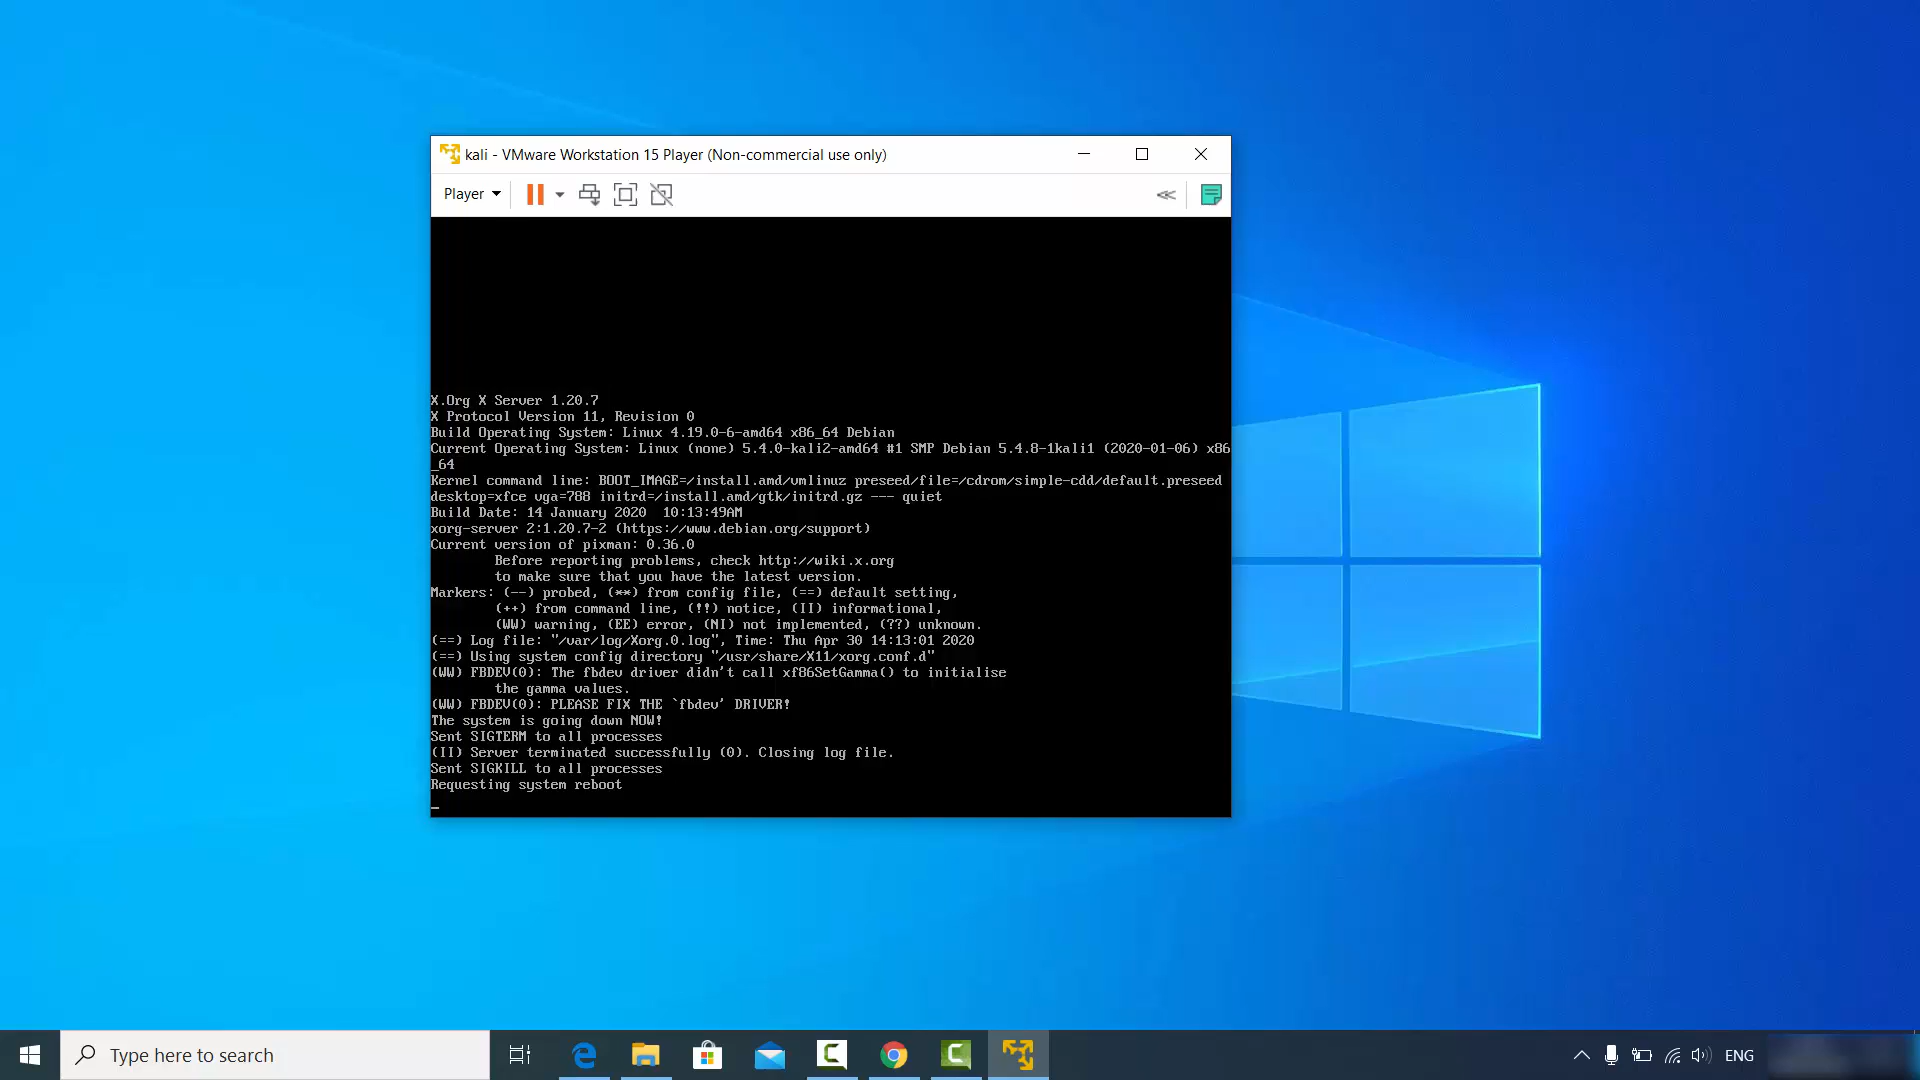 kali - VMware Workstation 15 Player (Non-commercial use only)
Player
X.Org X Server 1.20.7
X Protocol Version 11, Revision 0
Build Operating System: Linux 4.19.0-6-amd64 x86_64 Debian
Current Operating System: Linux (none) 5.4.0-kali2-amd64 #1 SMP Debian 5.4.8-1kali1 (2020-01-06) x86
_64
Kernel command line: BOOT_IMAGE=/install.amd/vmlinuz preseed/file=/cdrom/simple-cdd/default.preseed
desktop=xfce vga=788 initrd=/install.amd/gtk/initrd.gz --- quiet
Build Date: 14 January 2020  10:13:49AM
xorg-server 2:1.20.7-2 (https://www.debian.org/support)
Current version of pixman: 0.36.0
Before reporting problems, check http://wiki.x.org
to make sure that you have the latest version.
Markers: (--) probed, (**) from config file, (==) default setting,
(++) from command line, (!!) notice, (II) informational,
(WW) warning, (EE) error, (NI) not implemented, (??) unknown.
(==) Log file: "/var/log/Xorg.0.log", Time: Thu Apr 30 14:13:01 2020
(==) Using system config directory "/usr/share/X11/xorg.conf.d"
(WW) FBDEV(0): The fbdev driver didn't call xf86SetGamma() to initialise
the gamma values.
(WW) FBDEV(0): PLEASE FIX THE `fbdev' DRIVER!
The system is going down NOW!
Sent SIGTERM to all processes
(II) Server terminated successfully (0). Closing log file.
Sent SIGKILL to all processes
Requesting system reboot
Type here to search
ENG